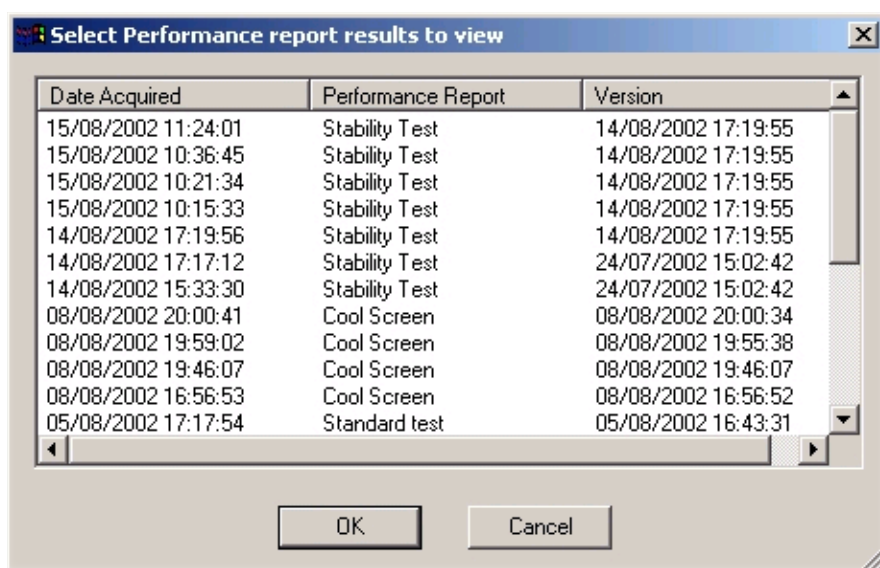 Select Performance report results to view
Date Acquired Performance Report Version
15/08/2002 11:24:01 Stability Test 14/08/2002 17:19:55
15/08/2002 10:36:45 Stability Test 14/08/2002 17:19:55
15/08/2002 10:21:34 Stability Test 14/08/2002 17:19:55
15/08/2002 10:15:33 Stability Test 14/08/2002 17:19:55
14/08/2002 17:19:56 Stability Test 14/08/2002 17:19:55
14/08/2002 17:17:12 Stability Test 24/07/2002 15:02:42
14/08/2002 15:33:30 Stability Test 24/07/2002 15:02:42
08/08/2002 20:00:41 Cool Screen 08/08/2002 20:00:34
08/08/2002 19:59:02 Cool Screen 08/08/2002 19:55:38
08/08/2002 19:46:07 Cool Screen 08/08/2002 19:46:07
08/08/2002 16:56:53 Cool Screen 08/08/2002 16:56:52
05/08/2002 17:17:54 Standard test 05/08/2002 16:43:31
OK Cancel